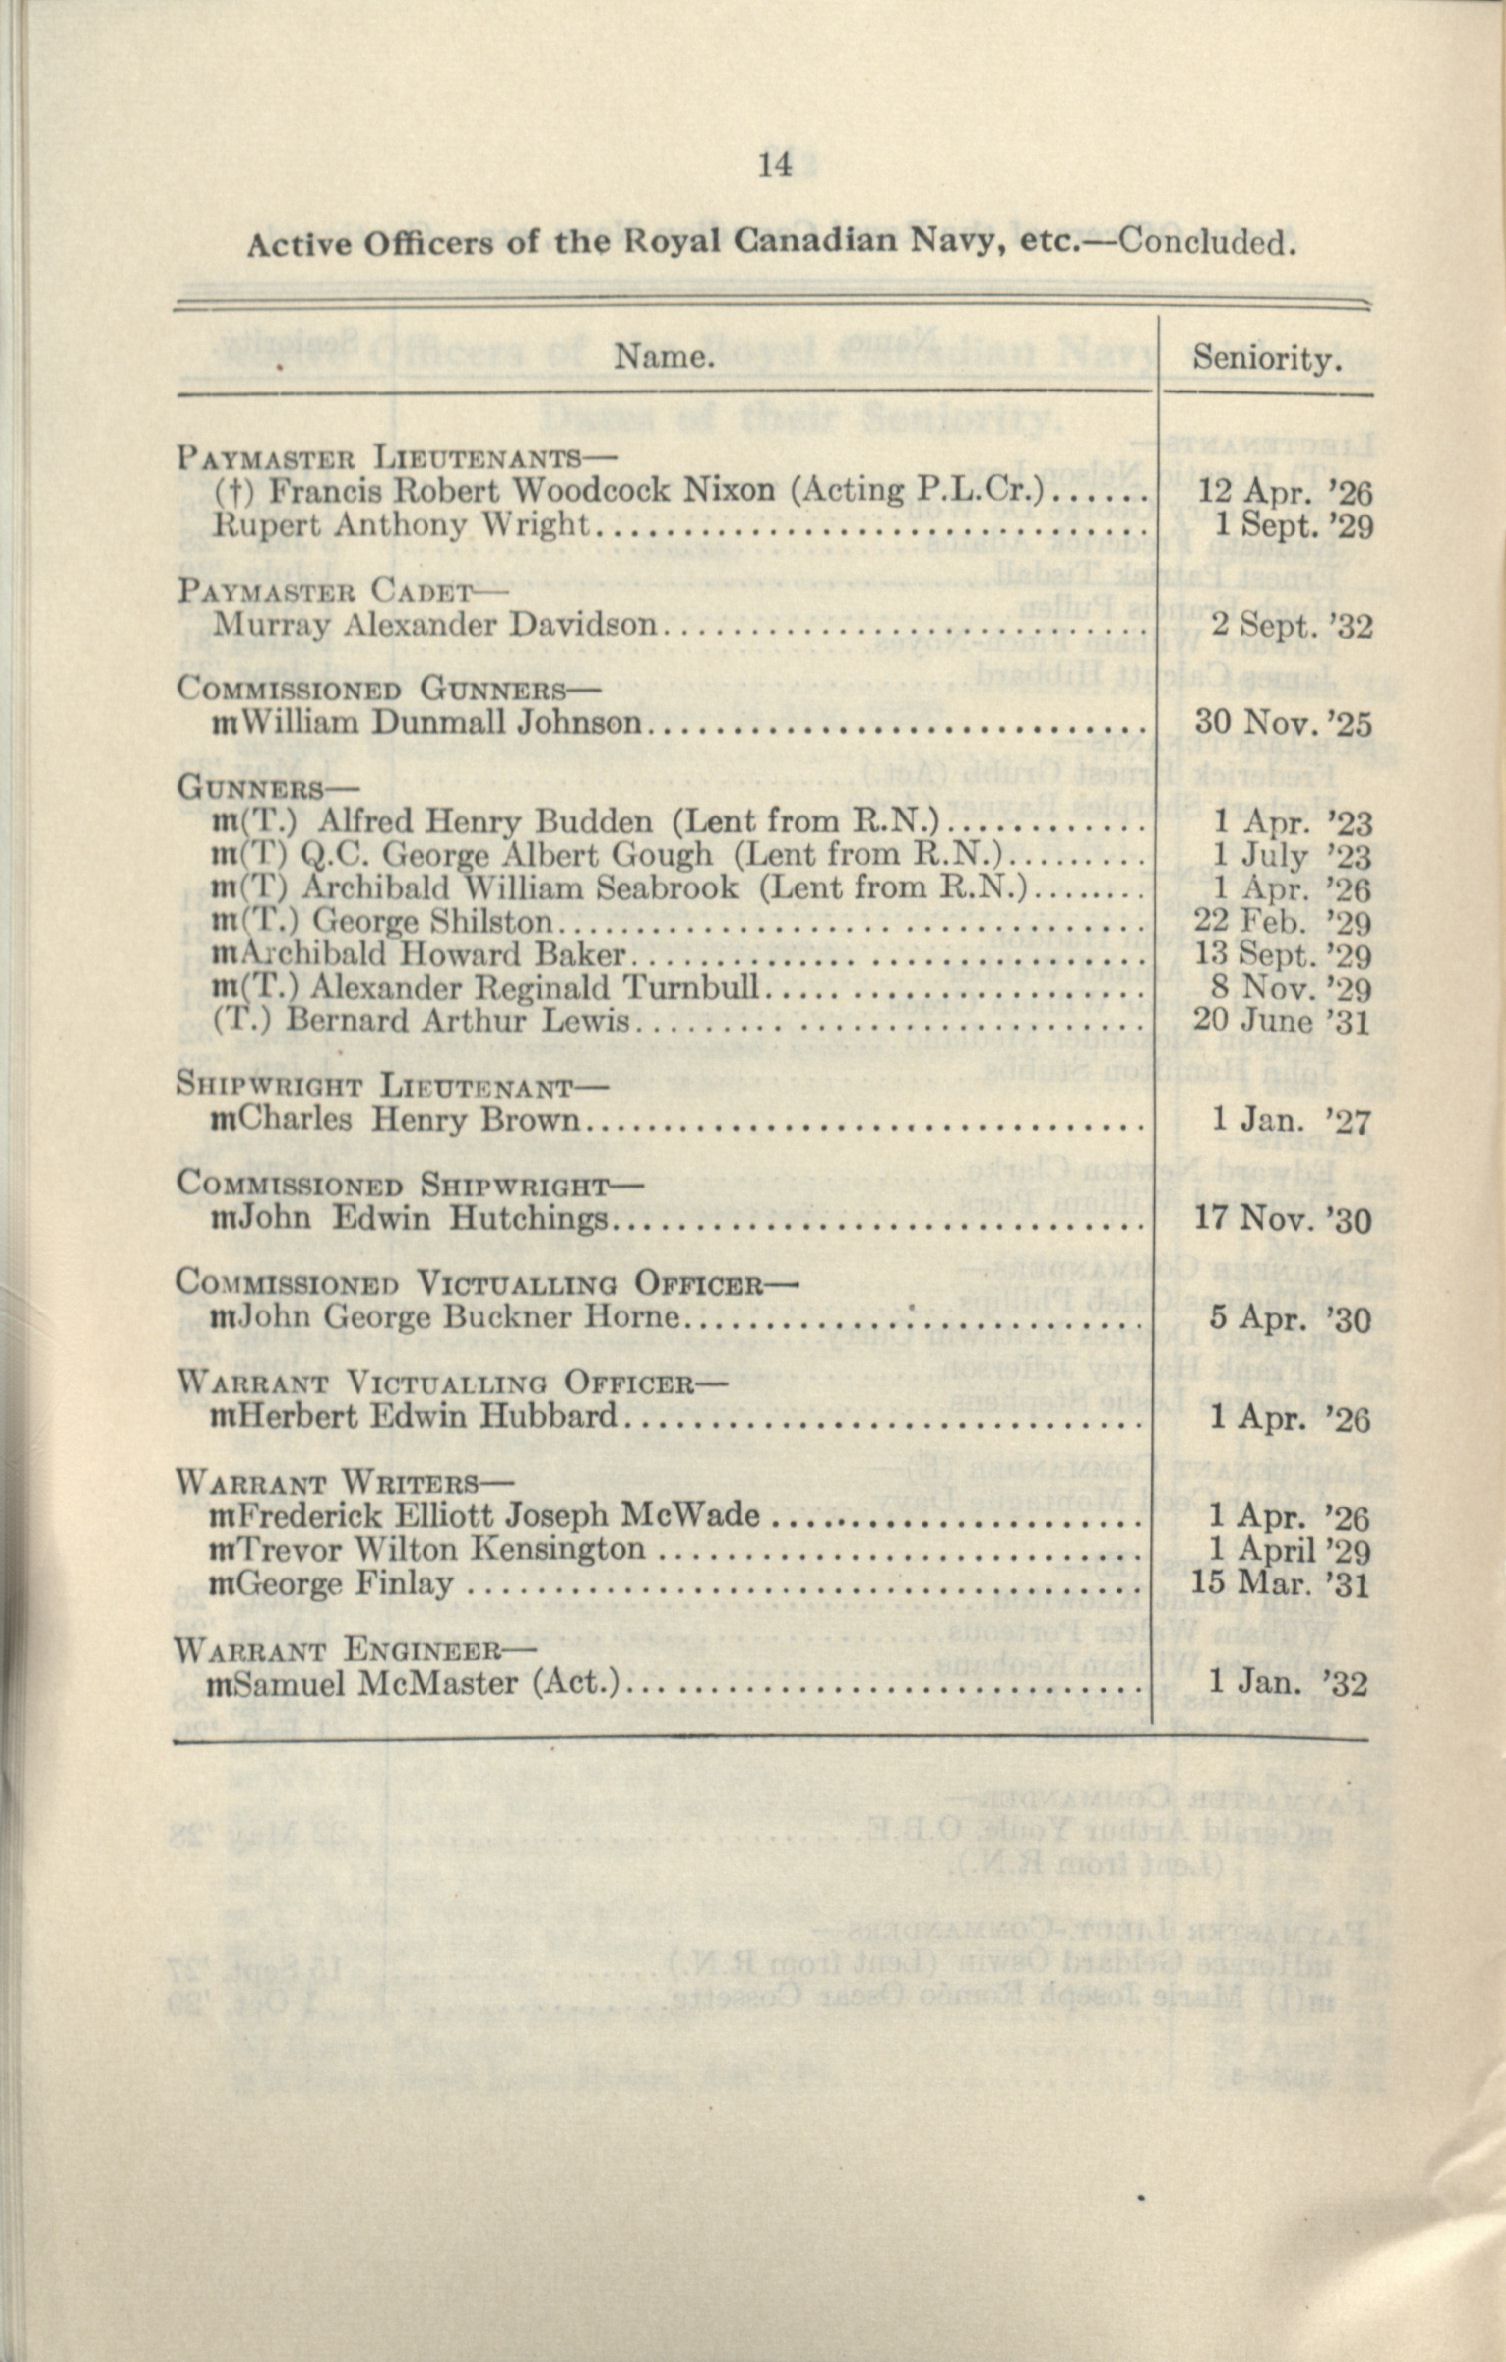 14
Active Officers of the Royal Canadian Navy, etc.—Concluded.
Name. Seniority.
PAYMASTER LIEUTENANTS—
(†) Francis Robert Woodcock Nixon (Acting P.L.Cr.)...... 12 Apr. ’26
Rupert Anthony Wright................................ 1 Sept. ’29
PAYMASTER CADET—
Murray Alexander Davidson............................. 2 Sept. ’32
COMMISSIONED GUNNERS—
mWilliam Dunmall Johnson............................. 30 Nov. ’25
GUNNERS—
m(T.) Alfred Henry Budden (Lent from R.N.)............ 1 Apr. ’23
m(T) Q.C. George Albert Gough (Lent from R.N.)......... 1 July ’23
m(T) Archibald William Seabrook (Lent from R.N.)........ 1 Apr. ’26
m(T.) George Shilston.................................. 22 Feb. ’29
mArchibald Howard Baker.............................. 13 Sept. ’29
m(T.) Alexander Reginald Turnbull...................... 8 Nov. ’29
(T.) Bernard Arthur Lewis.............................. 20 June ’31
SHIPWRIGHT LIEUTENANT—
mCharles Henry Brown................................. 1 Jan. ’27
COMMISSIONED SHIPWRIGHT—
mJohn Edwin Hutchings............................... 17 Nov. ’30
COMMISSIONED VICTUALLING OFFICER—
mJohn George Buckner Horne........................... 5 Apr. ’30
WARRANT VICTUALLING OFFICER—
mHerbert Edwin Hubbard.............................. 1 Apr. ’26
WARRANT WRITERS—
mFrederick Elliott Joseph McWade ...................... 1 Apr. ’26
mTrevor Wilton Kensington ............................. 1 April ’29
mGeorge Finlay ........................................ 15 Mar. ’31
WARRANT ENGINEER—
mSamuel McMaster (Act.)............................... 1 Jan. ’32